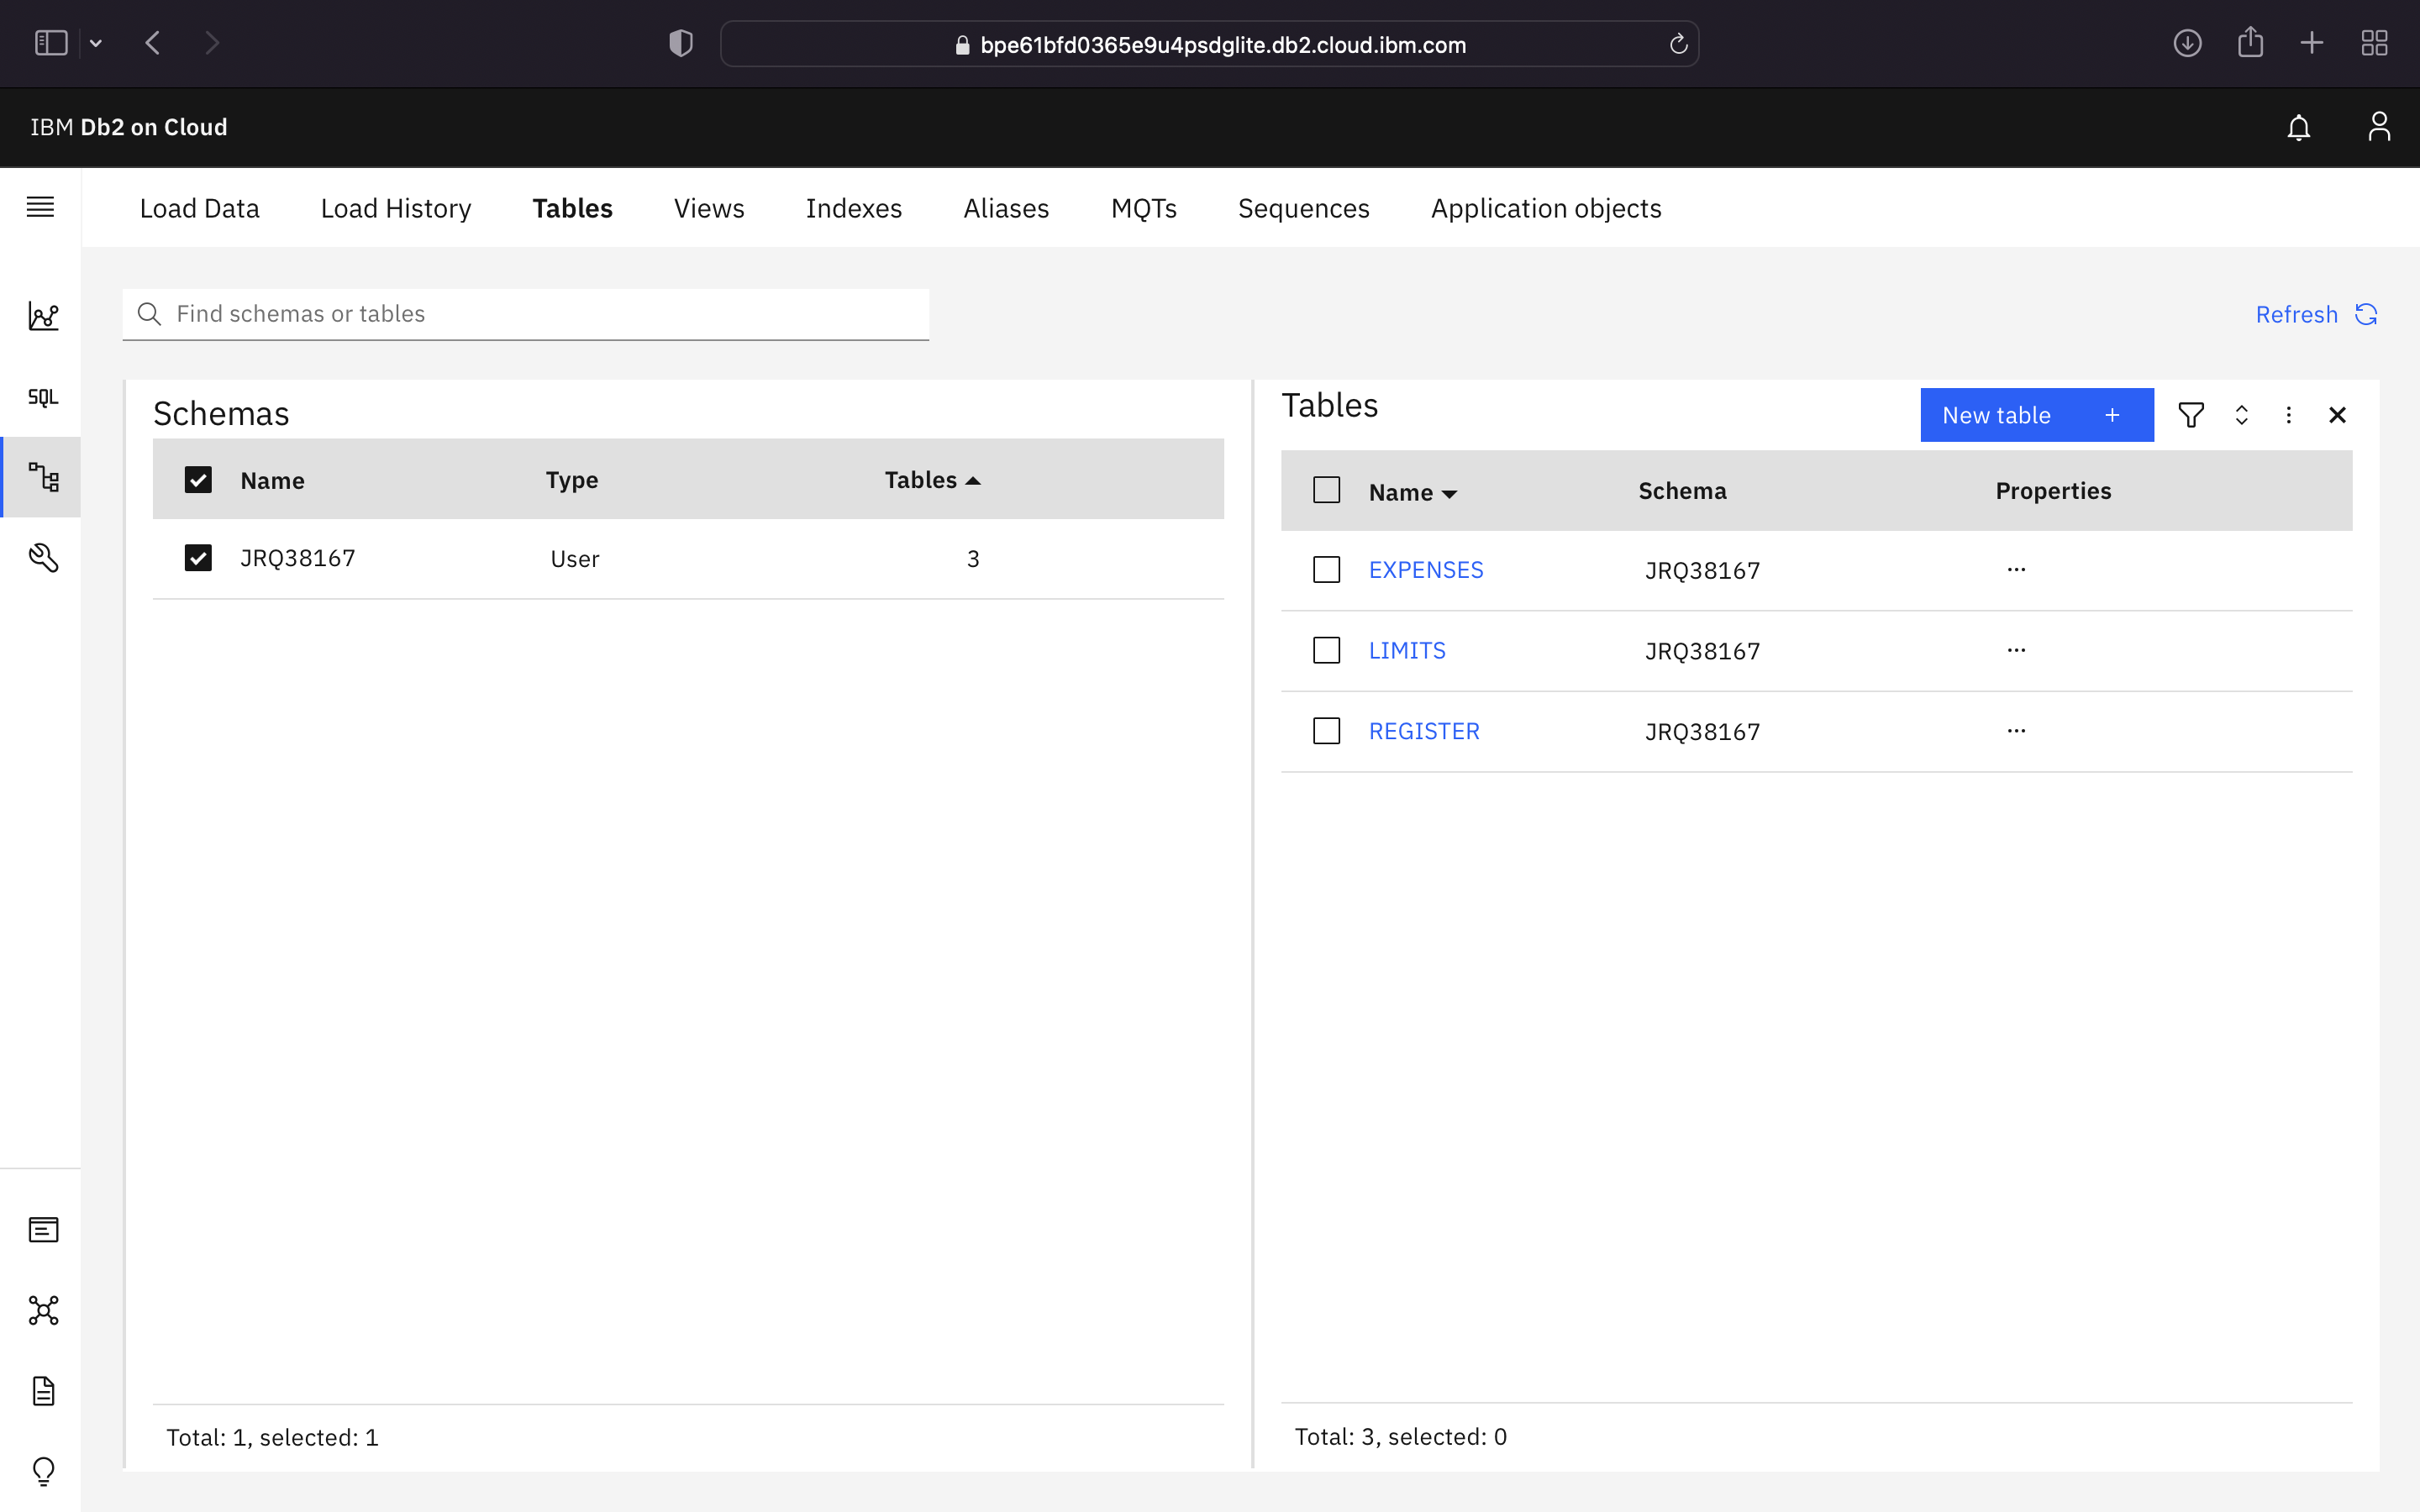 bpe61bfd0365e9u4psdglite.db2.cloud.ibm.com
IBM Db2 on Cloud
Load Data Load History Tables Views Indexes Aliases MQTs Sequences Application objects
Find schemas or tables
Refresh
SQL
Schemas
Name Type Tables
JRQ38167 User 3
Total: 1, selected: 1
Tables
New table +
Name Schema Properties
EXPENSES JRQ38167 ...
LIMITS JRQ38167 ...
REGISTER JRQ38167 ...
Total: 3, selected: 0